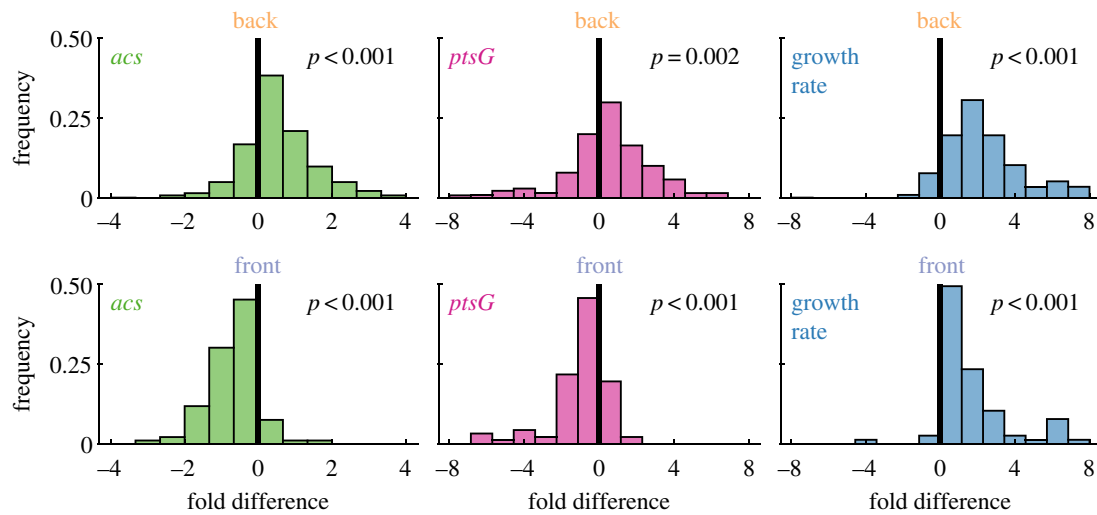 back back back
0.50 acs p < 0.001 ptsG p = 0.002 growth rate p < 0.001
frequency
0.25
0
–4 –2 0 2 4 –8 –4 0 4 8 –8 –4 0 4 8
front front front
0.50 acs p < 0.001 ptsG p < 0.001 growth rate p < 0.001
frequency
0.25
0
–4 –2 0 2 4 –8 –4 0 4 8 –8 –4 0 4 8
fold difference fold difference fold difference